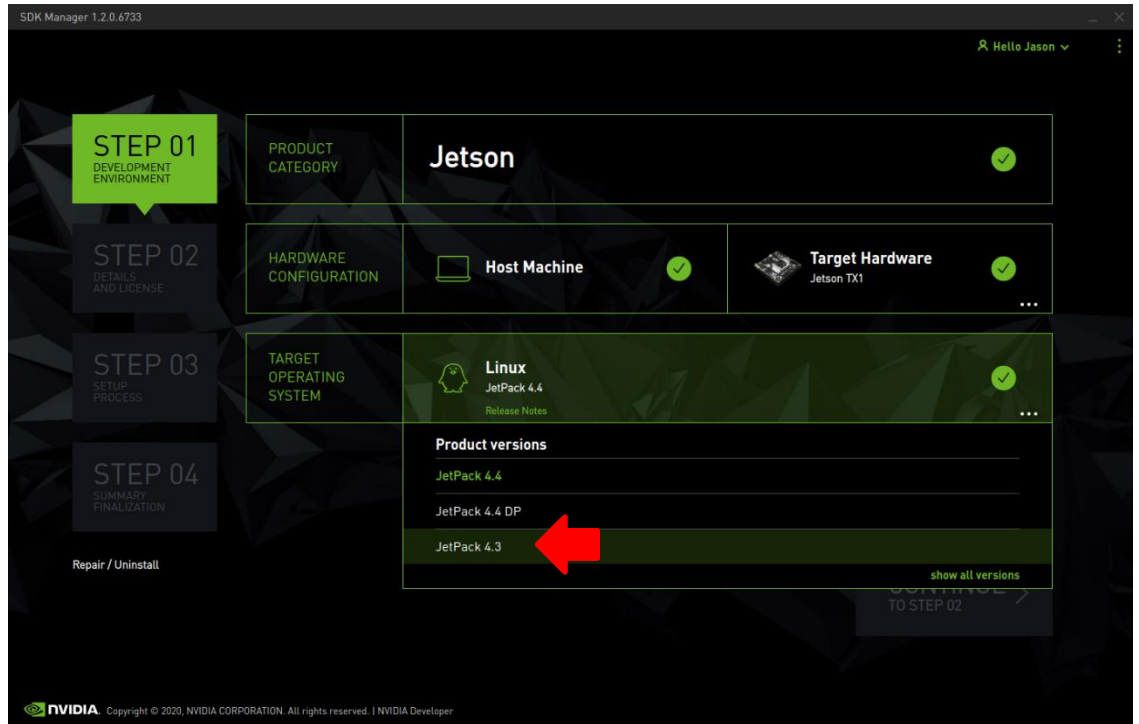 SDK Manager 1.2.0.6733
Hello Jason
STEP 01
DEVELOPMENT
ENVIRONMENT
PRODUCT
CATEGORY
Jetson
STEP 02
DETAILS
AND LICENSE
HARDWARE
CONFIGURATION
Host Machine
Target Hardware
Jetson TX1
...
STEP 03
SETUP
PROCESS
TARGET
OPERATING
SYSTEM
Linux
JetPack 4.4
Release Notes
...
Product versions
JetPack 4.4
JetPack 4.4 DP
JetPack 4.3
show all versions
STEP 04
SUMMARY
FINALIZATION
Repair / Uninstall
CONTINUE
TO STEP 02
NVIDIA. Copyright © 2020, NVIDIA CORPORATION. All rights reserved. | NVIDIA Developer